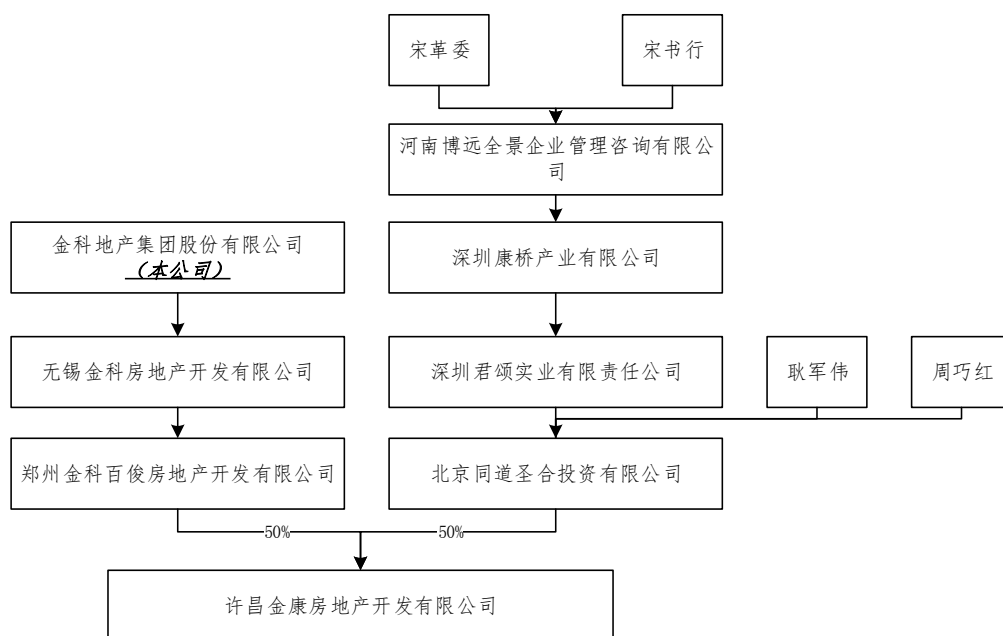 宋革委
宋书行
河南博远全景企业管理咨询有限公
司
金科地产集团股份有限公司
(本公司)
深圳康桥产业有限公司
无锡金科房地产开发有限公司
深圳君颂实业有限责任公司
耿军伟
周巧红
郑州金科百俊房地产开发有限公司
北京同道圣合投资有限公司
50%
50%
许昌金康房地产开发有限公司